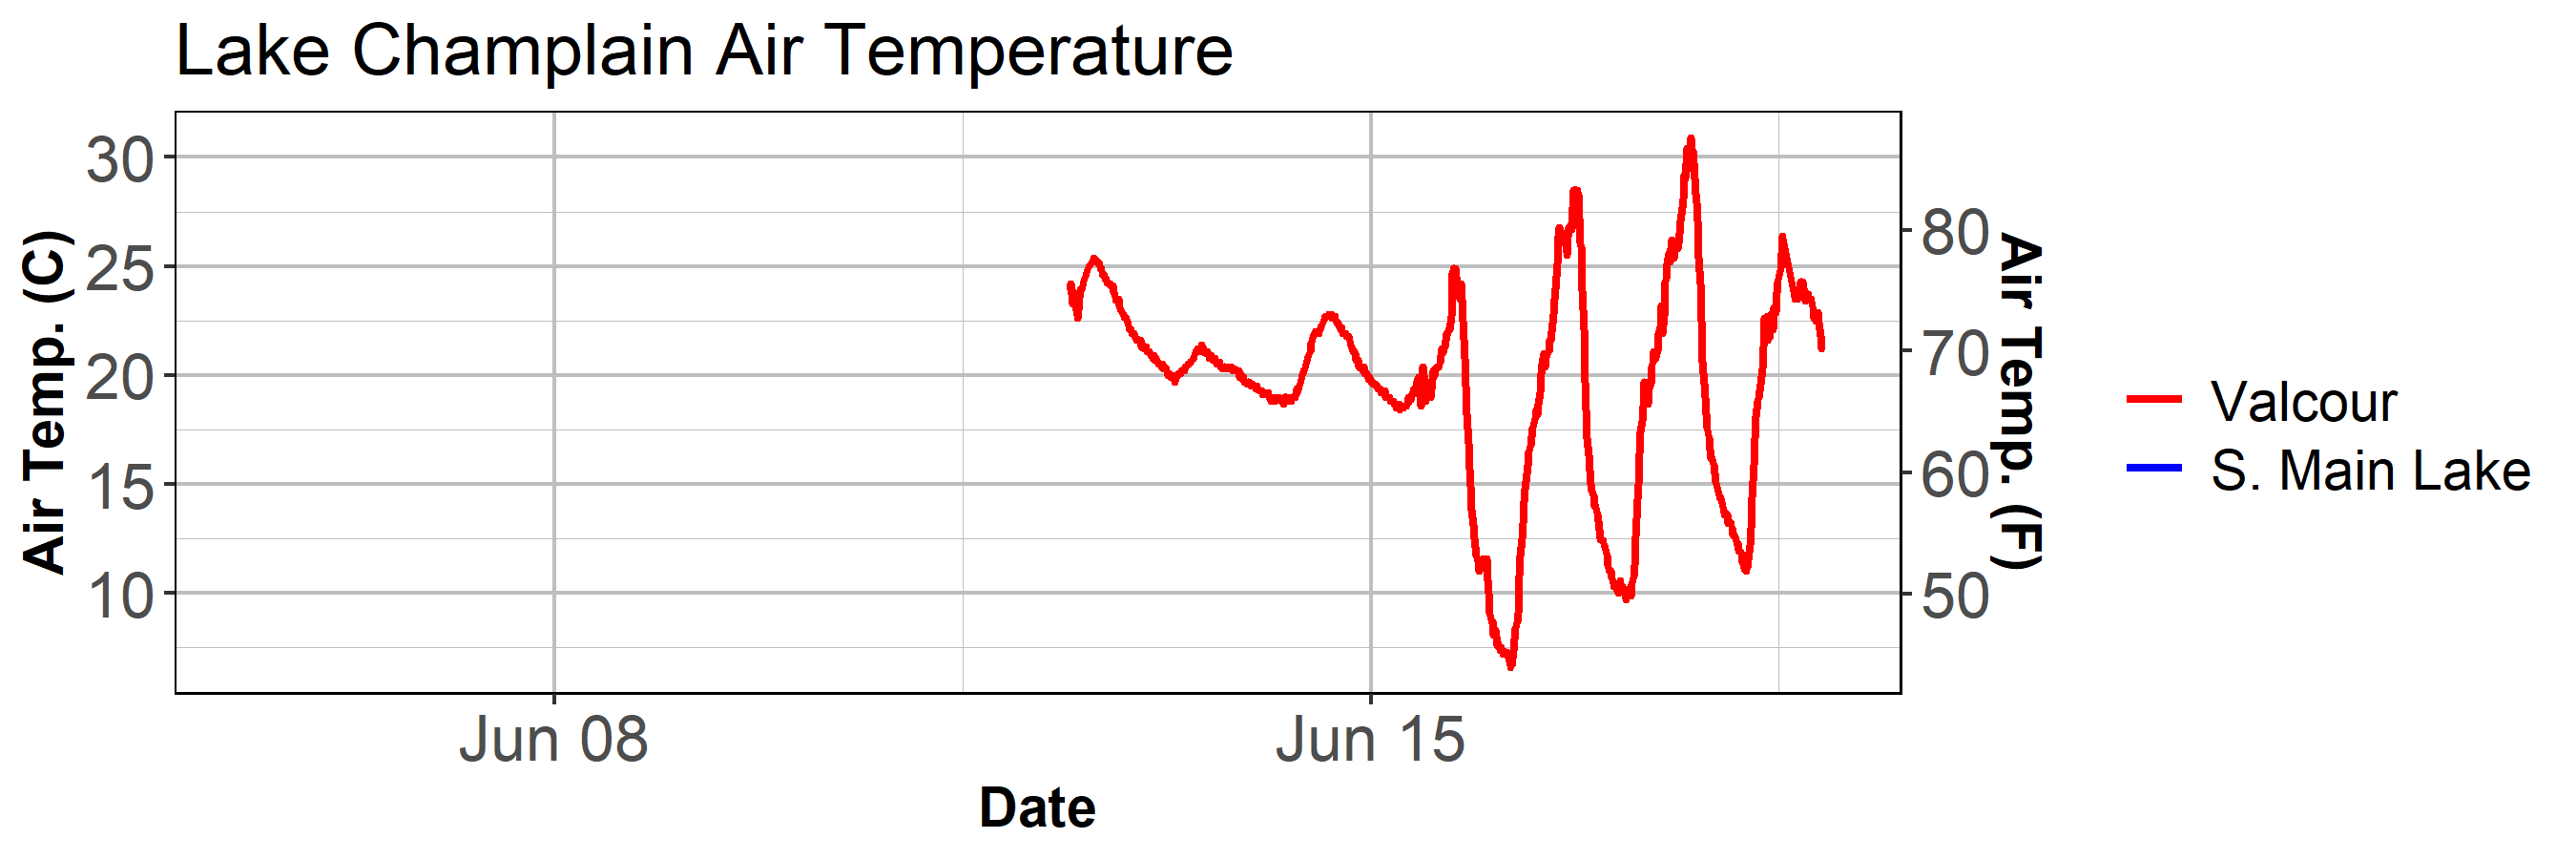 Lake Champlain Air Temperature
Air Temp. (C)
30
25
20
15
10
80
70
60
50
Air Temp. (F)
Jun 08
Jun 15
Date
Valcour
S. Main Lake